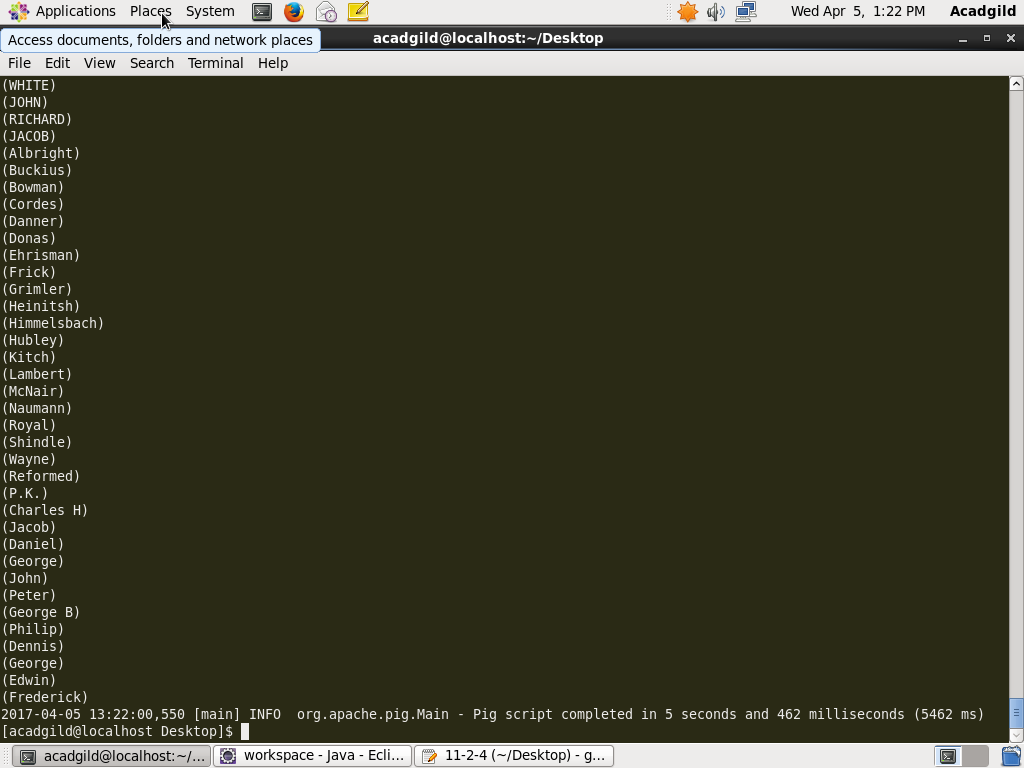 Applications Places System Wed Apr 5, 1:22 PM Acadgild
Access documents, folders and network places
acadgild@localhost:~/Desktop
File Edit View Search Terminal Help
(WHITE)
(JOHN)
(RICHARD)
(JACOB)
(Albright)
(Buckius)
(Bowman)
(Cordes)
(Danner)
(Donas)
(Ehrisman)
(Frick)
(Grimler)
(Heinitsh)
(Himmelsbach)
(Hubley)
(Kitch)
(Lambert)
(McNair)
(Naumann)
(Royal)
(Shindle)
(Wayne)
(Reformed)
(P.K.)
(Charles H)
(Jacob)
(Daniel)
(George)
(John)
(Peter)
(George B)
(Philip)
(Dennis)
(George)
(Edwin)
(Frederick)
2017-04-05 13:22:00,550 [main] INFO  org.apache.pig.Main - Pig script completed in 5 seconds and 462 milliseconds (5462 ms)
[acadgild@localhost Desktop]$
acadgild@localhost:~/... workspace - Java - Ecli... 11-2-4 (~/Desktop) - g...